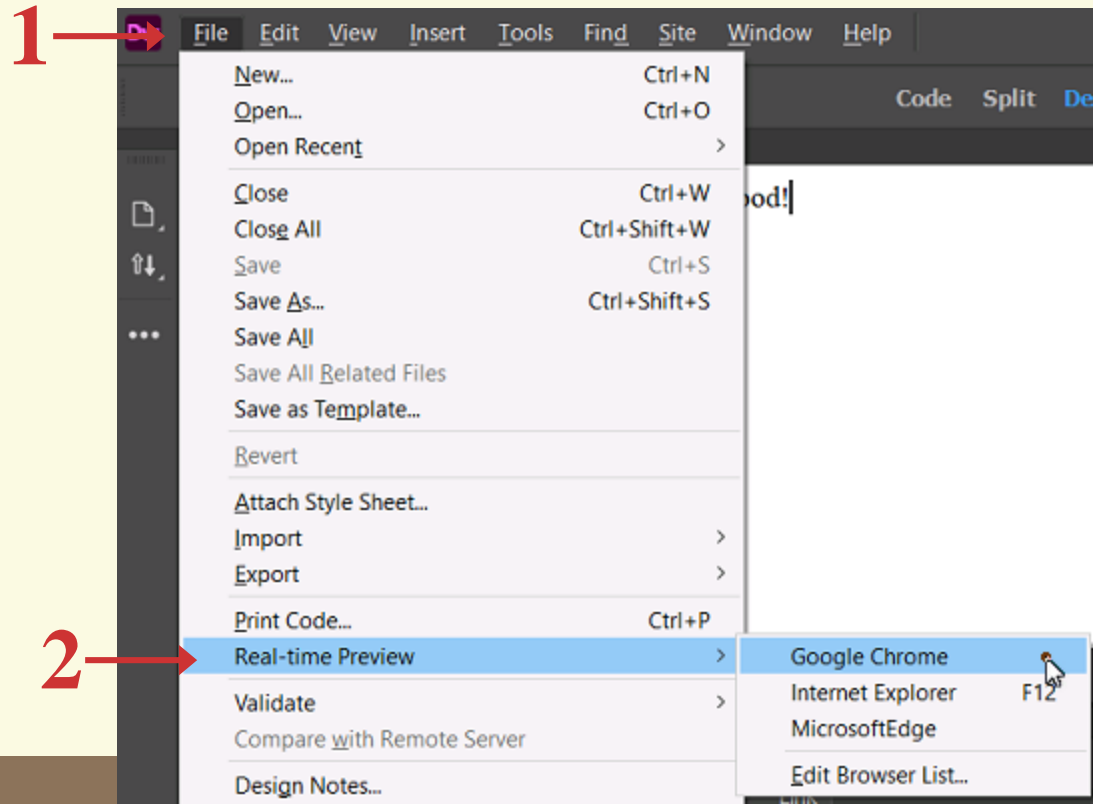 1
Dw File Edit View Insert Tools Find Site Window Help
Code Split De
New... Ctrl+N
Open... Ctrl+O
Open Recent
Close Ctrl+W
ood!
Close All Ctrl+Shift+W
Save Ctrl+S
Save As... Ctrl+Shift+S
Save All
Save All Related Files
Save as Template...
Revert
Attach Style Sheet...
Import
Export
Print Code... Ctrl+P
2
Real-time Preview
Google Chrome
Internet Explorer F12
MicrosoftEdge
Edit Browser List...
Validate
Compare with Remote Server
Design Notes...
Link